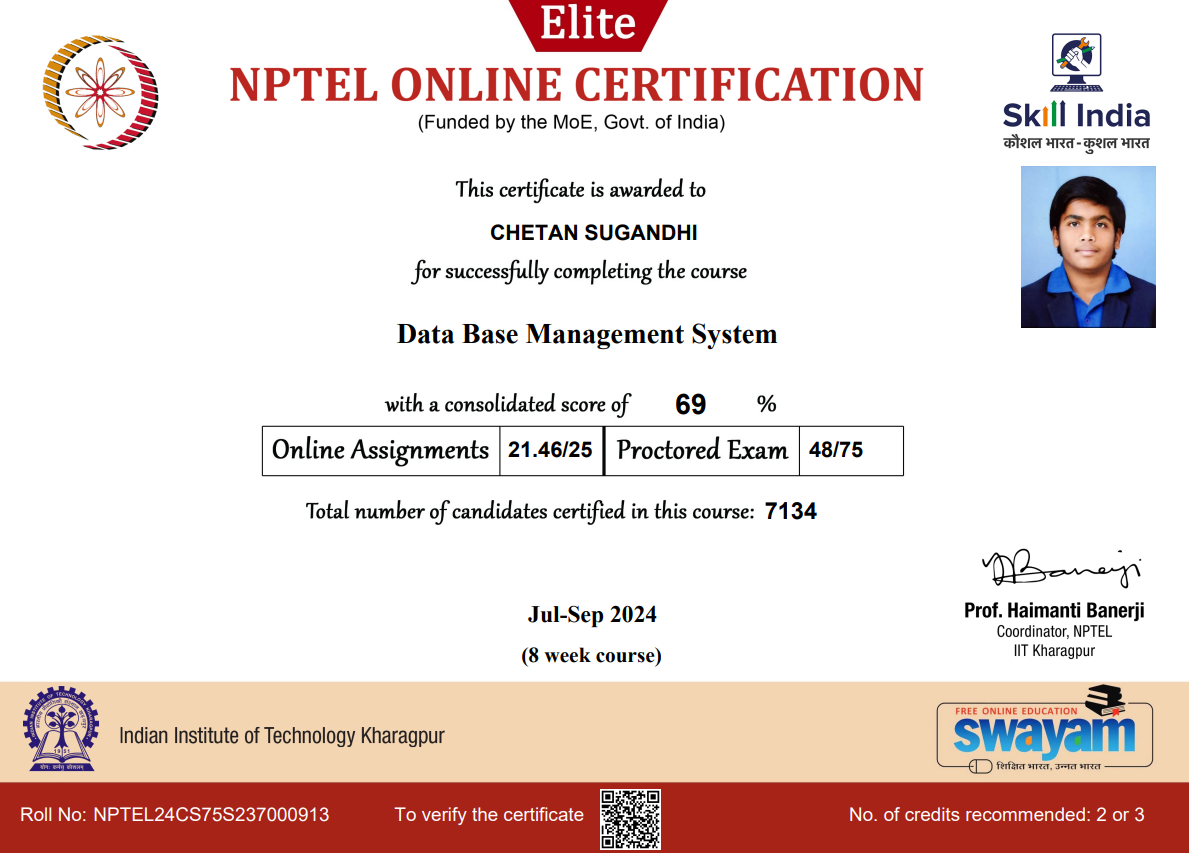 Elite
NPTEL ONLINE CERTIFICATION
(Funded by the MoE, Govt. of India)
Skill India
कौशल भारत - कुशल भारत
This certificate is awarded to
CHETAN SUGANDHI
for successfully completing the course
Data Base Management System
with a consolidated score of 69 %
Online Assignments 21.46/25 Proctored Exam 48/75
Total number of candidates certified in this course: 7134
Jul-Sep 2024
(8 week course)
Banerji
Prof. Haimanti Banerji
Coordinator, NPTEL
IIT Kharagpur
1951
Indian Institute of Technology Kharagpur
FREE ONLINE EDUCATION
swayam
शिक्षित भारत, उन्नत भारत
Roll No: NPTEL24CS75S237000913 To verify the certificate No. of credits recommended: 2 or 3